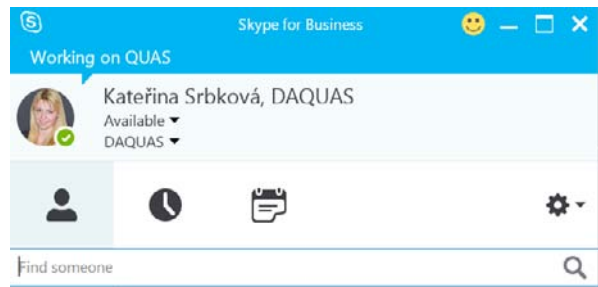 Skype for Business
Working on QUAS
Kateřina Srbková, DAQUAS
Available
DAQUAS
Find someone